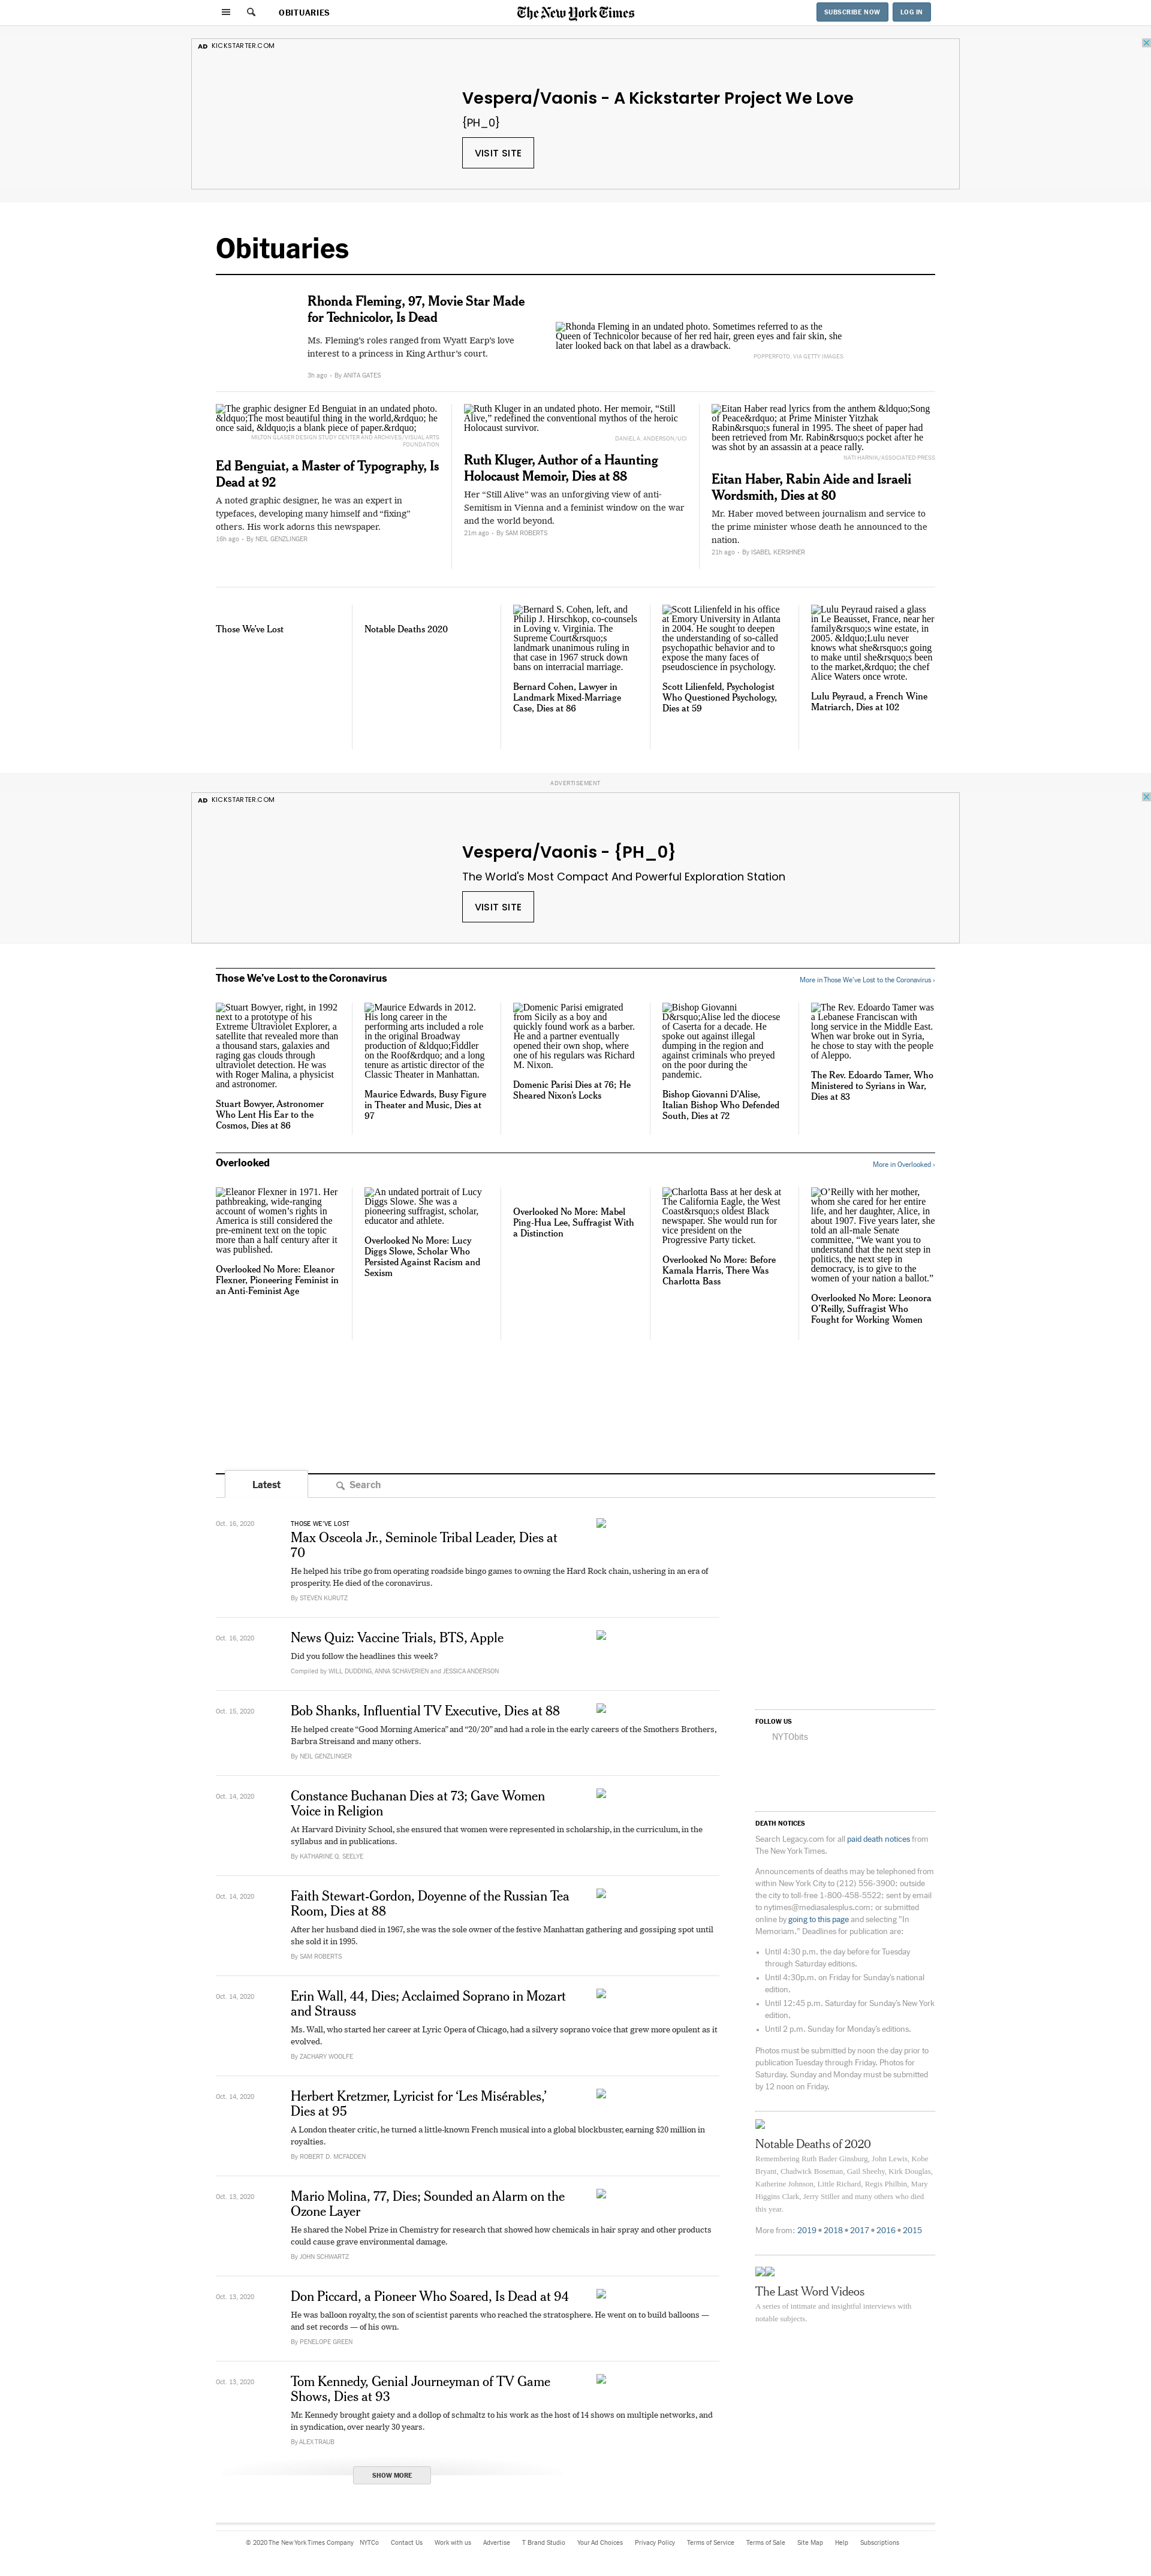 OBITUARIES
The New York Times
SUBSCRIBE NOW
LOG IN
AD KICKSTARTER.COM
Vespera/Vaonis - A Kickstarter Project We Love
{PH_0}
VISIT SITE
Obituaries
Rhonda Fleming, 97, Movie Star Made
for Technicolor, Is Dead
Ms. Fleming's roles ranged from Wyatt Earp's love
interest to a princess in King Arthur's court.
3h ago • By ANITA GATES
Rhonda Fleming in an undated photo. Sometimes referred to as the
Queen of Technicolor because of her red hair, green eyes and fair skin, she
later looked back on that label as a drawback.
POPPERFOTO, VIA GETTY IMAGES
The graphic designer Ed Benguiat in an undated photo.
&ldquo;The most talented lettering man in the world,&rdquo; he
once said, &ldquo;is a blank piece of paper.&rdquo;
MILTON GLASER DESIGN STUDY CENTER AND ARCHIVES/VISUAL ARTS
FOUNDATION
Ed Benguiat, a Master of Typography, Is
Dead at 92
A noted graphic designer, he was an expert in
typefaces, developing many himself and “fixing”
others. His work adorns this newspaper.
16h ago • By NEIL GENZLINGER
Ruth Kluger in an undated photo. Her memoir, “Still
Alive,” redefined the conventional mythos of the heroic
Holocaust survivor.
DANIEL A. ANDERSON/UCI
Ruth Kluger, Author of a Haunting
Holocaust Memoir, Dies at 88
Her “Still Alive” was an unforgiving view of anti-
Semitism in Vienna and a feminist window on the war
and the world beyond.
21m ago • By SAM ROBERTS
Eitan Haber read lyrics from the anthem &ldquo;Song
of Peace&rdquo; at Prime Minister Yitzhak
Rabin&rsquo;s funeral in 1995. The sheet of paper had
been retrieved from Mr. Rabin&rsquo;s pocket after he
was shot by an assassin at a peace rally.
NATI HARNIK/ASSOCIATED PRESS
Eitan Haber, Rabin Aide and Israeli
Wordsmith, Dies at 80
Mr. Haber moved between journalism and service to
the prime minister whose death he announced to the
nation.
21h ago • By ISABEL KERSHNER
Those We've Lost
Notable Deaths 2020
Bernard S. Cohen, left, and
Philip J. Hirschkop, co-counsels
in Loving v. Virginia. The
Supreme Court&rsquo;s
landmark unanimous ruling in
that case in 1967 struck down
bans on interracial marriage.
Bernard Cohen, Lawyer in
Landmark Mixed-Marriage
Case, Dies at 86
Scott Lilienfeld in his office
at Emory University in Atlanta
in 2004. He sought to deepen
the understanding of so-called
psychopathic behavior and to
expose the many faces of
pseudoscience in psychology.
Scott Lilienfeld, Psychologist
Who Questioned Psychology,
Dies at 59
Lulu Peyraud raised a glass
in Le Beausset, France, near her
family&rsquo;s wine estate, in
2005. &ldquo;Lulu never
knows what she&rsquo;s going
to make until she&rsquo;s been
to the market,&rdquo; the chef
Alice Waters once wrote.
Lulu Peyraud, a French Wine
Matriarch, Dies at 102
ADVERTISEMENT
AD KICKSTARTER.COM
Vespera/Vaonis - {PH_0}
The World's Most Compact And Powerful Exploration Station
VISIT SITE
Those We've Lost to the Coronavirus
More in Those We've Lost to the Coronavirus ›
Stuart Bowyer, right, in 1992
next to a prototype of his
Extreme Ultraviolet Explorer, a
satellite that revealed more than
a thousand stars, galaxies and
raging gas clouds through
ultraviolet detection. He was
with Roger Malina, a physicist
and astronomer.
Stuart Bowyer, Astronomer
Who Lent His Ear to the
Cosmos, Dies at 86
Maurice Edwards in 2012.
His long career in the
performing arts included a role
in the original Broadway
production of &ldquo;Fiddler
on the Roof&rdquo; and a long
tenure as artistic director of the
Classic Theater in Manhattan.
Maurice Edwards, Busy Figure
in Theater and Music, Dies at
97
Domenic Parisi emigrated
from Sicily as a boy and
quickly found work as a barber.
He and a partner eventually
opened their own shop, where
one of his regulars was Richard
M. Nixon.
Domenic Parisi Dies at 76; He
Sheared Nixon's Locks
Bishop Giovanni
D&rsquo;Alise led the diocese
of Caserta for a decade. He
spoke out against illegal
dumping in the region and
against criminals who preyed
on the poor during the
pandemic.
Bishop Giovanni D'Alise,
Italian Bishop Who Defended
South, Dies at 72
The Rev. Edoardo Tamer was
a Lebanese Franciscan with
long service in the Middle East.
When war broke out in Syria,
he chose to stay with the people
of Aleppo.
The Rev. Edoardo Tamer, Who
Ministered to Syrians in War,
Dies at 83
Overlooked
More in Overlooked ›
Eleanor Flexner in 1971. Her
pathbreaking, wide-ranging
account of women's rights in
America is still considered the
pre-eminent text on the topic
more than a half century after it
was published.
Overlooked No More: Eleanor
Flexner, Pioneering Feminist in
an Anti-Feminist Age
An undated portrait of Lucy
Diggs Slowe. She was a
pioneering suffragist, scholar,
educator and athlete.
Overlooked No More: Lucy
Diggs Slowe, Scholar Who
Persisted Against Racism and
Sexism
Overlooked No More: Mabel
Ping-Hua Lee, Suffragist With
a Distinction
Charlotta Bass at her desk at
The California Eagle, the West
Coast&rsquo;s oldest Black
newspaper. She would run for
vice president on the
Progressive Party ticket.
Overlooked No More: Before
Kamala Harris, There Was
Charlotta Bass
O'Reilly with her mother,
whom she cared for her entire
life, and her daughter, Alice, in
about 1907. Five years later, she
told an all-male Senate
committee, “We want you to
understand that the next step in
politics, the next step in
democracy, is to give to the
women of your nation a ballot.”
Overlooked No More: Leonora
O'Reilly, Suffragist Who
Fought for Working Women
Latest
Search
Oct. 16, 2020
THOSE WE'VE LOST
Max Osceola Jr., Seminole Tribal Leader, Dies at
70
He helped his tribe go from operating roadside bingo games to owning the Hard Rock chain, ushering in an era of
prosperity. He died of the coronavirus.
By STEVEN KURUTZ
Oct. 16, 2020
News Quiz: Vaccine Trials, BTS, Apple
Did you follow the headlines this week?
Compiled by WILL DUDDING, ANNA SCHAVERIEN and JESSICA ANDERSON
Oct. 15, 2020
Bob Shanks, Influential TV Executive, Dies at 88
He helped create “Good Morning America” and “20/20” and had a role in the early careers of the Smothers Brothers,
Barbra Streisand and many others.
By NEIL GENZLINGER
Oct. 14, 2020
Constance Buchanan Dies at 73; Gave Women
Voice in Religion
At Harvard Divinity School, she ensured that women were represented in scholarship, in the curriculum, in the
syllabus and in publications.
By KATHARINE Q. SEELYE
Oct. 14, 2020
Faith Stewart-Gordon, Doyenne of the Russian Tea
Room, Dies at 88
After her husband died in 1967, she was the sole owner of the festive Manhattan gathering and gossiping spot until
she sold it in 1995.
By SAM ROBERTS
Oct. 14, 2020
Erin Wall, 44, Dies; Acclaimed Soprano in Mozart
and Strauss
Ms. Wall, who started her career at Lyric Opera of Chicago, had a silvery soprano voice that grew more opulent as it
evolved.
By ZACHARY WOOLFE
Oct. 14, 2020
Herbert Kretzmer, Lyricist for ‘Les Misérables,’
Dies at 95
A London theater critic, he turned a little-known French musical into a global blockbuster, earning $20 million in
royalties.
By ROBERT D. MCFADDEN
Oct. 13, 2020
Mario Molina, 77, Dies; Sounded an Alarm on the
Ozone Layer
He shared the Nobel Prize in Chemistry for research that showed how chemicals in hair spray and other products
could cause grave environmental damage.
By JOHN SCHWARTZ
Oct. 13, 2020
Don Piccard, a Pioneer Who Soared, Is Dead at 94
He was balloon royalty, the son of scientist parents who reached the stratosphere. He went on to build balloons —
and set records — of his own.
By PENELOPE GREEN
Oct. 13, 2020
Tom Kennedy, Genial Journeyman of TV Game
Shows, Dies at 93
Mr. Kennedy brought gaiety and a dollop of schmaltz to his work as the host of 14 shows on multiple networks, and
in syndication, over nearly 30 years.
By ALEX TRAUB
SHOW MORE
FOLLOW US
NYTObits
DEATH NOTICES
Search Legacy.com for all paid death notices from
The New York Times.
Announcements of deaths may be telephoned from
within New York City to (212) 556-3900; outside
the city to toll-free 1-800-458-5522; sent by email
to nytimes@mediasalesplus.com; or submitted
online by going to this page and selecting "In
Memoriam." Deadlines for publication are:
• Until 4:30 p.m. the day before for Tuesday
through Saturday editions.
• Until 4:30p.m. on Friday for Sunday's national
edition.
• Until 12:45 p.m. Saturday for Sunday's New York
edition.
• Until 2 p.m. Sunday for Monday's editions.
Photos must be submitted by noon the day prior to
publication Tuesday through Friday. Photos for
Saturday, Sunday and Monday must be submitted
by 12 noon on Friday.
Notable Deaths of 2020
Remembering Ruth Bader Ginsburg, John Lewis, Kobe
Bryant, Chadwick Boseman, Gail Sheehy, Kirk Douglas,
Katherine Johnson, Little Richard, Regis Philbin, Mary
Higgins Clark, Jerry Stiller and many others who died
this year.
More from: 2019 • 2018 • 2017 • 2016 • 2015
The Last Word Videos
A series of intimate and insightful interviews with
notable subjects.
© 2020 The New York Times Company NYTCo Contact Us Work with us Advertise T Brand Studio Your Ad Choices Privacy Policy Terms of Service Terms of Sale Site Map Help Subscriptions